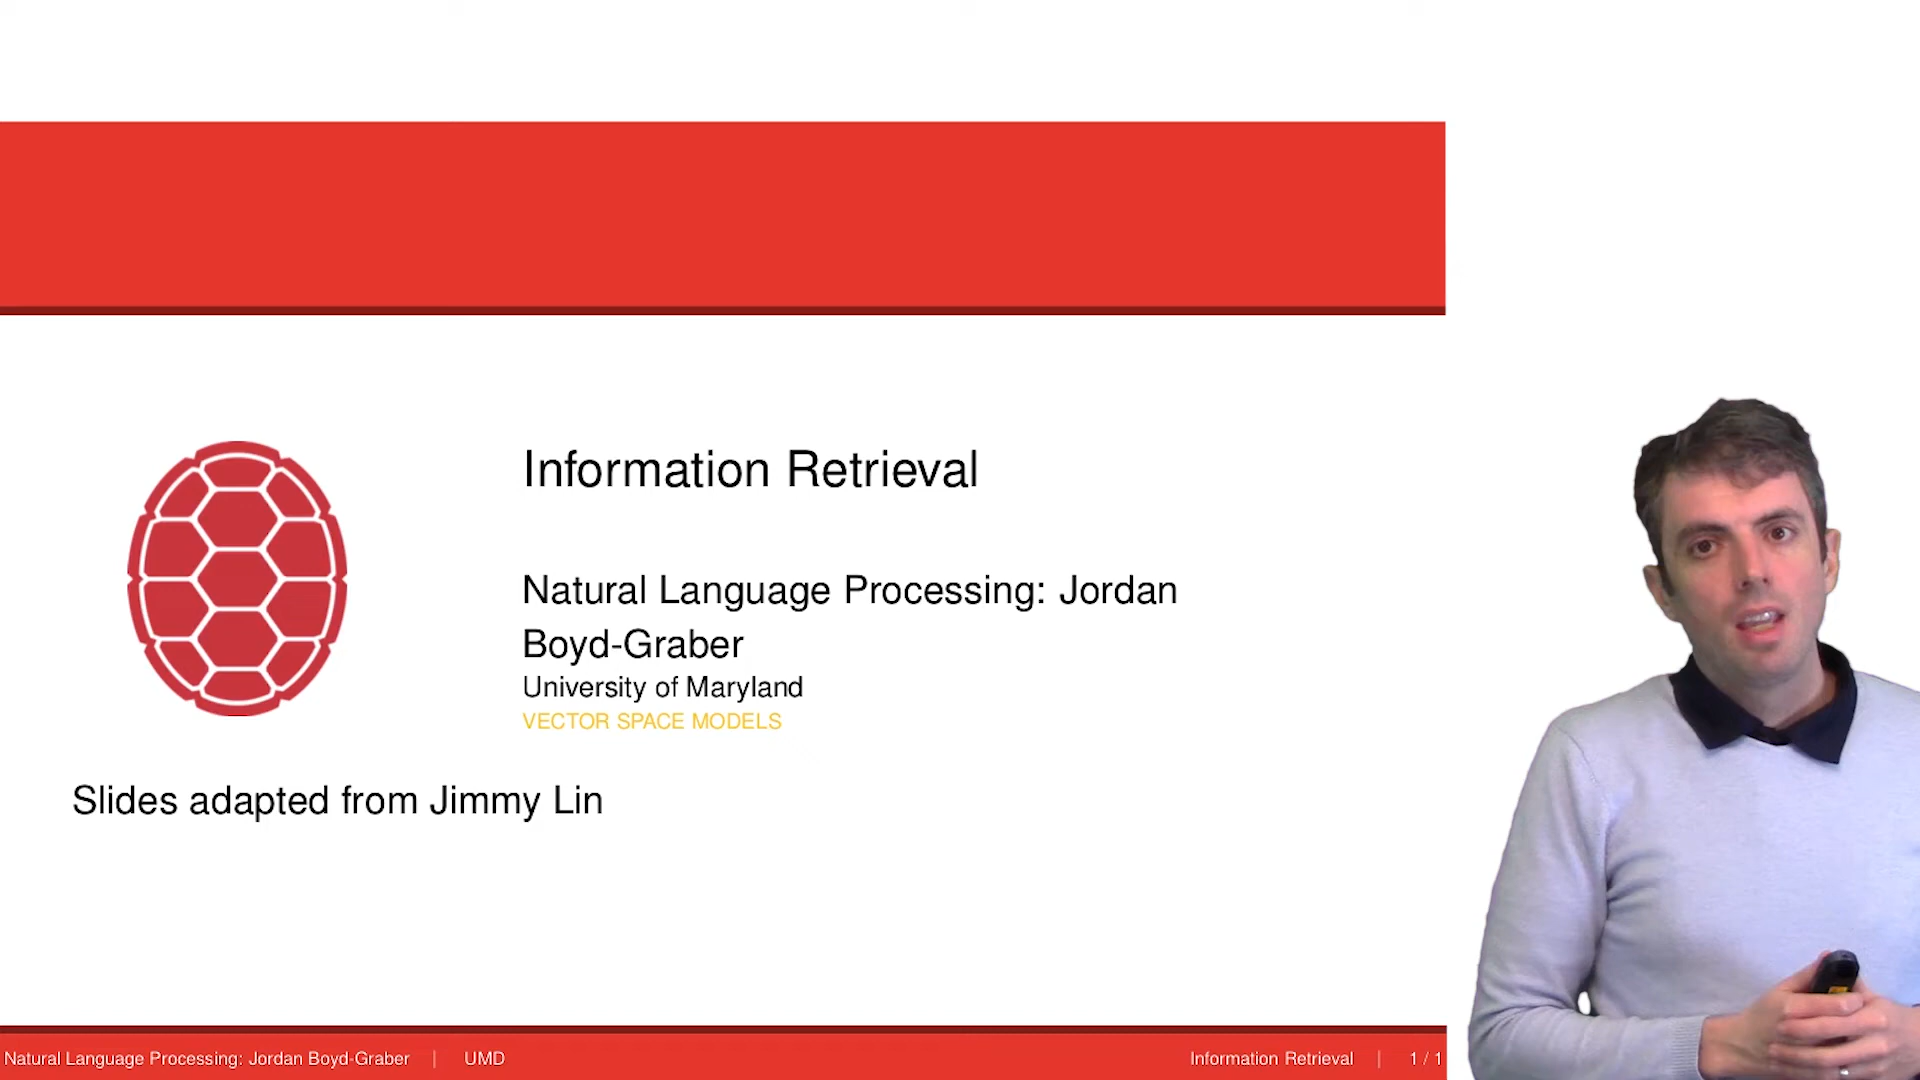 Information Retrieval
Natural Language Processing: Jordan
Boyd-Graber
University of Maryland
VECTOR SPACE MODELS
Slides adapted from Jimmy Lin
Natural Language Processing: Jordan Boyd-Graber | UMD
Information Retrieval | 1 / 1